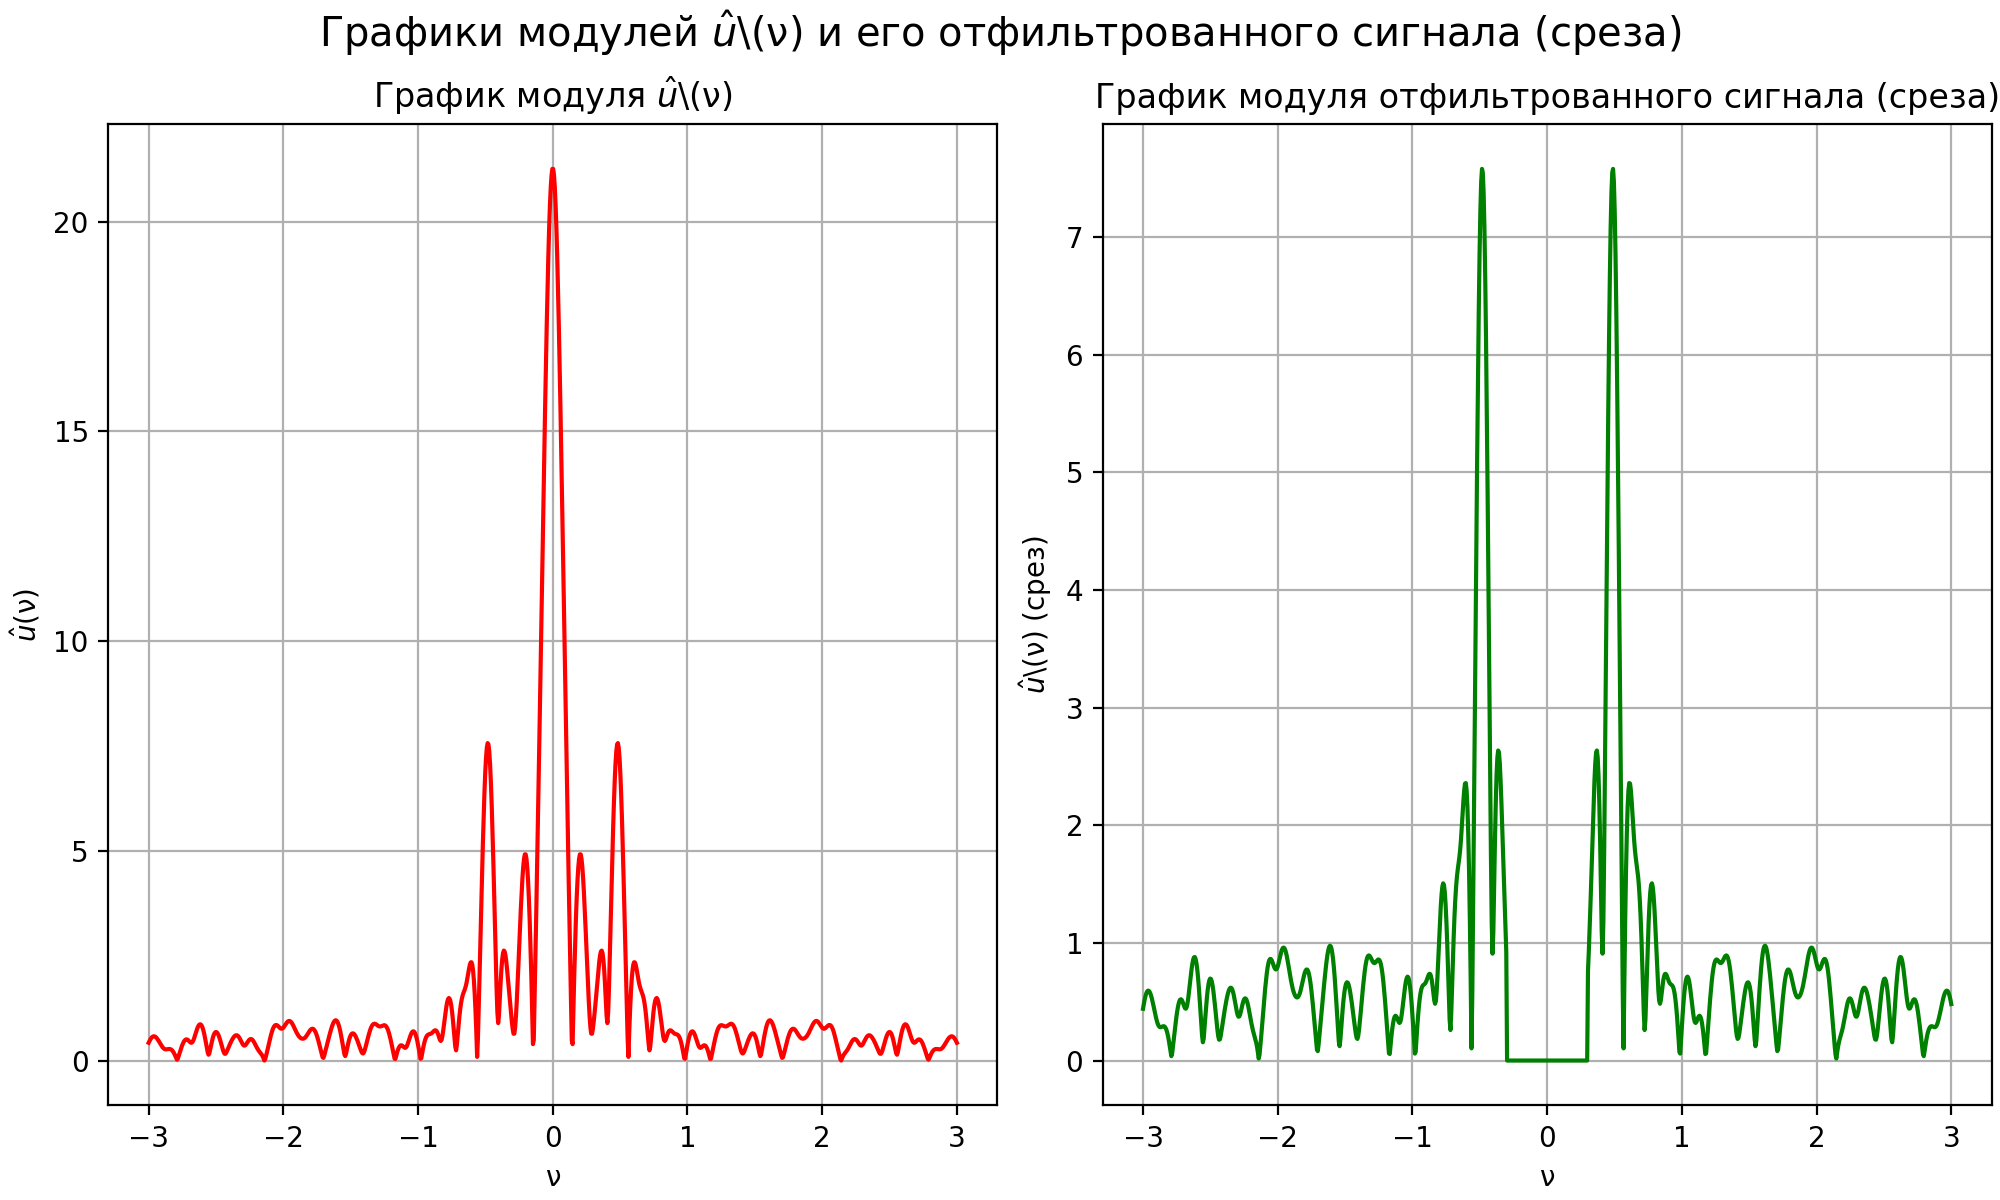 Графики модулей û\(ν) и его отфильтрованного сигнала (среза)
График модуля û\(ν)
û(ν)
20
15
10
5
0
−3 −2 −1 0 1 2 3
ν
График модуля отфильтрованного сигнала (среза)
û\(ν) (срез)
7
6
5
4
3
2
1
0
−3 −2 −1 0 1 2 3
ν